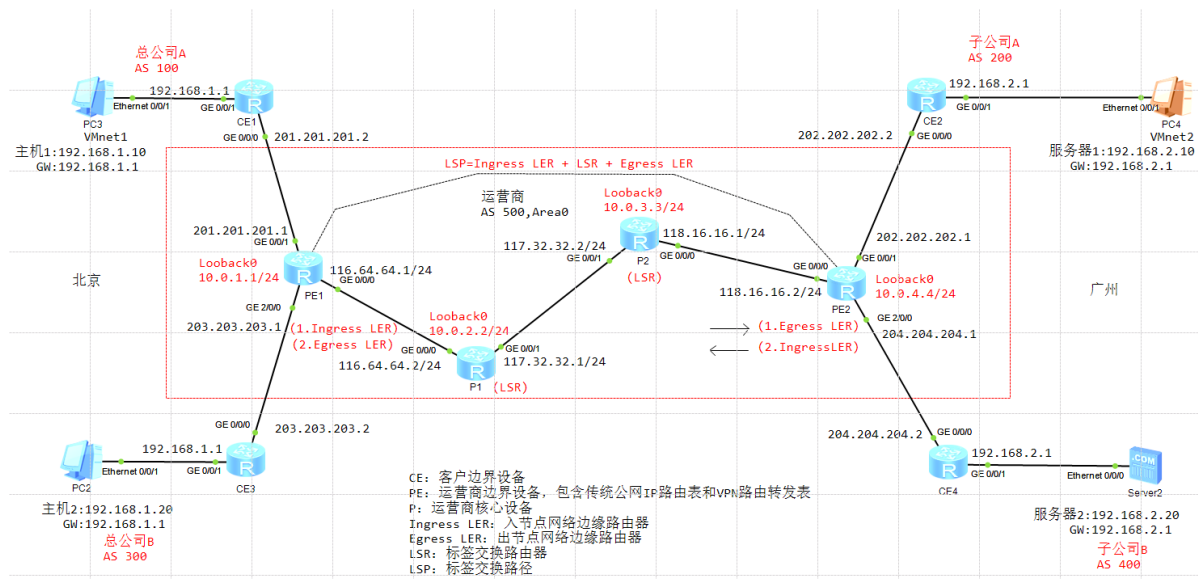 总公司A
AS 100
子公司A
AS 200
192.168.1.1
Ethernet 0/0/1
GE 0/0/1
CE1
PC3
VMnet1
主机1:192.168.1.10
GW:192.168.1.1
GE 0/0/0
201.201.201.2
192.168.2.1
GE 0/0/1
Ethernet 0/0/1
CE2
PC4
VMnet2
202.202.202.2
GE 0/0/0
服务器1:192.168.2.10
GW:192.168.2.1
LSP=Ingress LER + LSR + Egress LER
运营商
AS 500,Area0
Looback0
10.0.3.3/24
201.201.201.1
GE 0/0/1
117.32.32.2/24
GE 0/0/1
118.16.16.1/24
GE 0/0/0
P2
(LSR)
202.202.202.1
GE 0/0/1
Loobback0
10.0.1.1/24
116.64.64.1/24
GE 0/0/0
PE1
GE 0/0/0
118.16.16.2/24
PE2
Loobback0
10.0.4.4/24
北京
广州
GE 2/0/0
203.203.203.1
(1.Ingress LER)
(2.Egress LER)
Loobback0
10.0.2.2/24
GE 0/0/0
116.64.64.2/24
GE 0/0/1
117.32.32.1/24
P1
(LSR)
(1.Egress LER)
(2.IngressLER)
GE 2/0/0
204.204.204.1
GE 0/0/0
203.203.203.2
192.168.1.1
Ethernet 0/0/1
GE 0/0/1
PC2
CE3
主机2:192.168.1.20
GW:192.168.1.1
总公司B
AS 300
204.204.204.2
GE 0/0/0
192.168.2.1
GE 0/0/1
Ethernet 0/0/0
CE4
.COM
Server2
服务器2:192.168.2.20
GW:192.168.2.1
子公司B
AS 400
CE: 客户边界设备
PE: 运营商边界设备，包含传统公网IP路由表和VPN路由转发表
P: 运营商核心设备
Ingress LER: 入节点网络边缘路由器
Egress LER: 出节点网络边缘路由器
LSR: 标签交换路由器
LSP: 标签交换路径